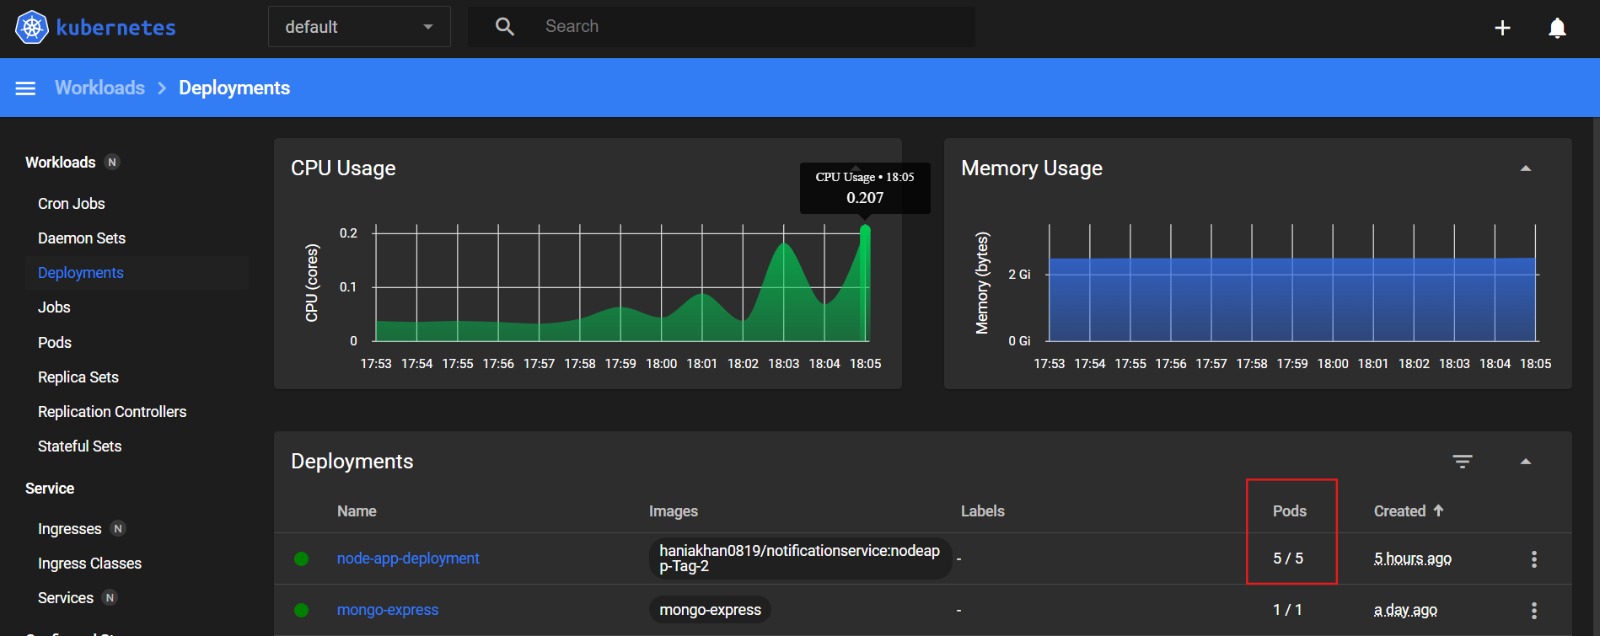 kubernetes
default
Search
Workloads > Deployments
Workloads N
Cron Jobs
Daemon Sets
Deployments
Jobs
Pods
Replica Sets
Replication Controllers
Stateful Sets
Service
Ingresses N
Ingress Classes
Services N
CPU Usage
CPU Usage • 18:05
0.207
CPU (cores)
0.2
0.1
0
17:53 17:54 17:55 17:56 17:57 17:58 17:59 18:00 18:01 18:02 18:03 18:04 18:05
Memory Usage
Memory (bytes)
2 Gi
0 Gi
17:53 17:54 17:55 17:56 17:57 17:58 17:59 18:00 18:01 18:02 18:03 18:04 18:05
Deployments
Name Images Labels Pods Created
node-app-deployment haniakhan0819/notificationservice:nodeap
p-Tag-2 - 5 / 5 5 hours ago
mongo-express mongo-express - 1 / 1 a day ago